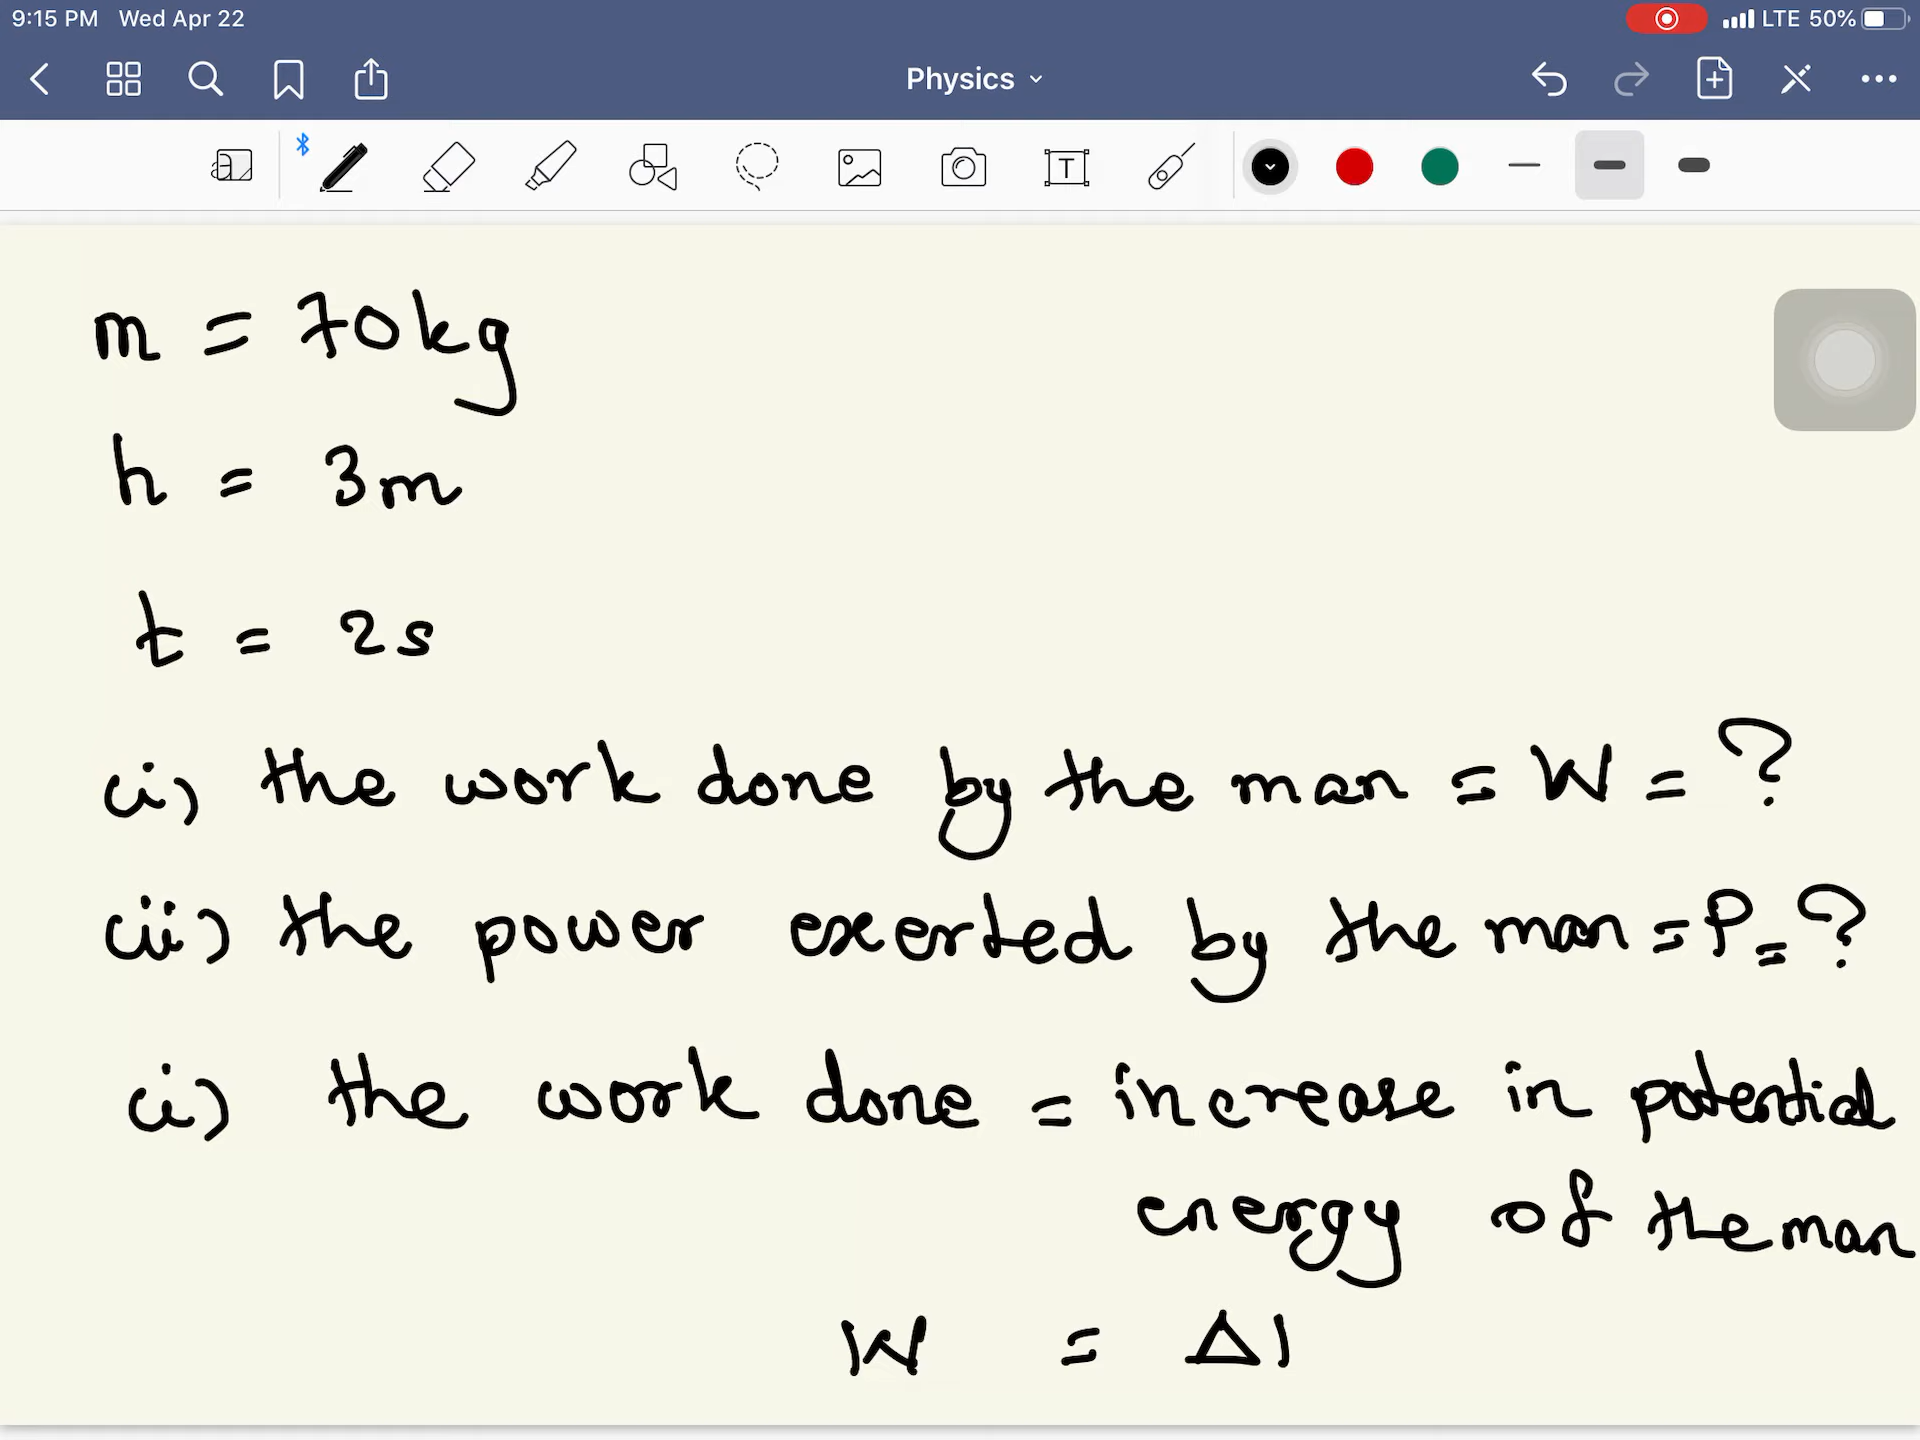 9:15 PM Wed Apr 22 LTE 50%
Physics
T
m = 70kg
h = 3m
t = 2s
(i) the work done by the man = W = ?
(ii) the power exerted by the man = P = ?
(i) the work done = increase in potential
energy of the man
W = Δ